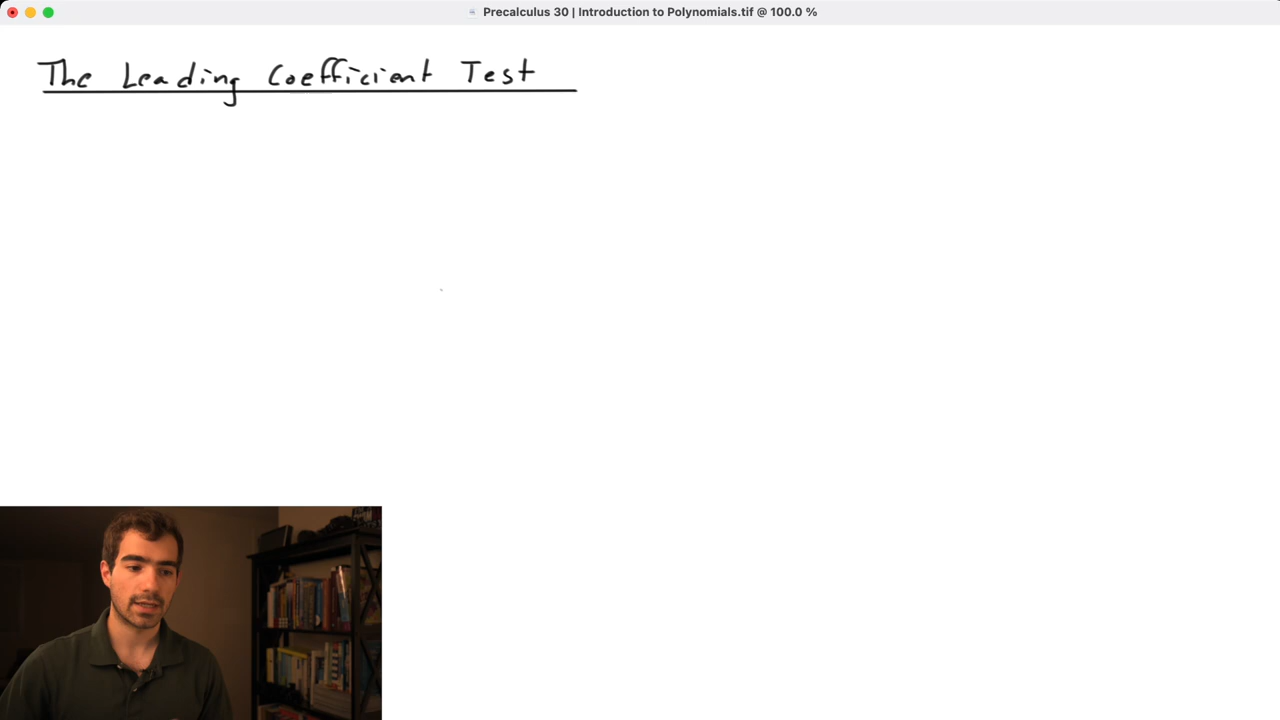 Precalculus 30 | Introduction to Polynomials.tif @ 100.0 %
The Leading Coefficient Test